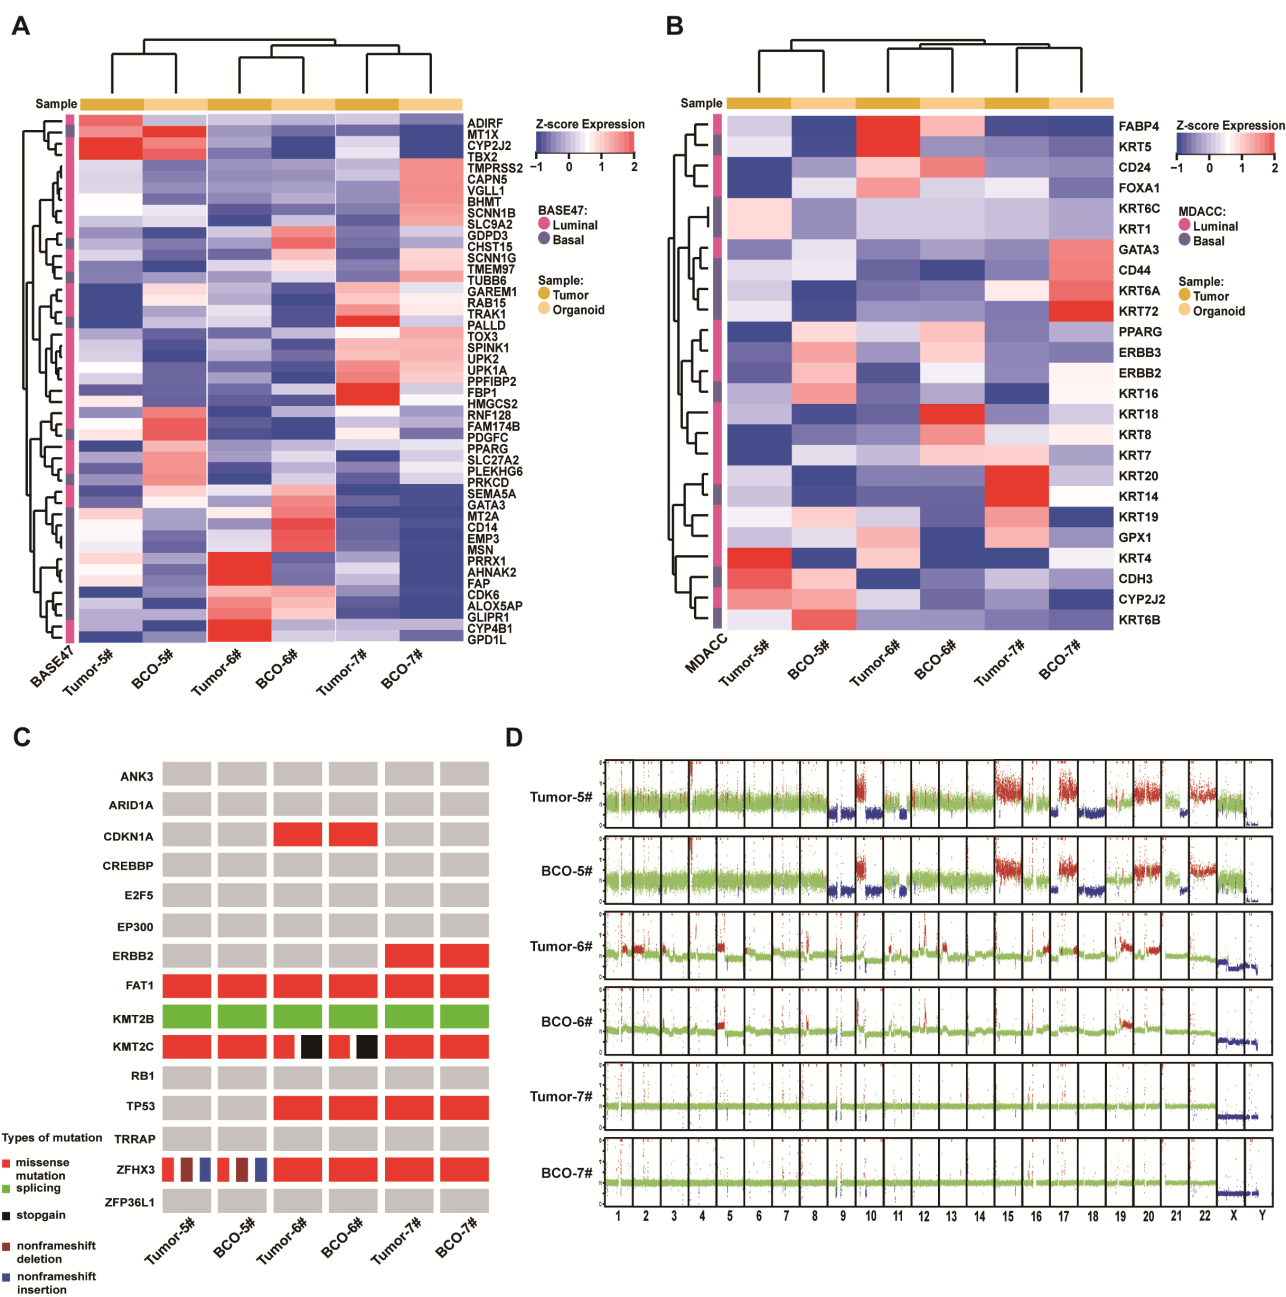 A
Sample
ADIRF
MT1X
CYP2J2
TBX2
TMPRSS2
CAPN5
VGLL1
BHMT
SCNN1B
SLC9A2
GDPD3
CHST15
SCNN1G
TMEM97
TUBB6
GAREM1
RAB15
TRAK1
PALLD
TOX3
SPINK1
UPK2
UPK1A
PPFIBP2
FBP1
HMGCS2
RNF128
FAM174B
PDGFC
PPARG
SLC27A2
PLEKHG6
PRKCD
SEMA5A
GATA3
MT2A
CD14
EMP3
MSN
PRRX1
AHNAK2
FAP
CDK6
ALOX5AP
GLIPR1
CYP4B1
GPD1L
BASE47
Tumor-5#
BCO-5#
Tumor-6#
BCO-6#
Tumor-7#
BCO-7#
Z-score Expression
−1 0 1 2
BASE47:
Luminal
Basal
Sample:
Tumor
Organoid
B
Sample
FABP4
KRT5
CD24
FOXA1
KRT6C
KRT1
GATA3
CD44
KRT6A
KRT72
PPARG
ERBB3
ERBB2
KRT16
KRT18
KRT8
KRT7
KRT20
KRT14
KRT19
GPX1
KRT4
CDH3
CYP2J2
KRT6B
MDACC
Tumor-5#
BCO-5#
Tumor-6#
BCO-6#
Tumor-7#
BCO-7#
Z-score Expression
−1 0 1 2
MDACC:
Luminal
Basal
Sample:
Tumor
Organoid
C
ANK3
ARID1A
CDKN1A
CREBBP
E2F5
EP300
ERBB2
FAT1
KMT2B
KMT2C
RB1
TP53
TRRAP
ZFHX3
ZFP36L1
Types of mutation
missense
mutation
splicing
stopgain
nonframeshift
deletion
nonframeshift
insertion
Tumor-5#
BCO-5#
Tumor-6#
BCO-6#
Tumor-7#
BCO-7#
D
Tumor-5#
BCO-5#
Tumor-6#
BCO-6#
Tumor-7#
BCO-7#
1 2 3 4 5 6 7 8 9 10 11 12 13 14 15 16 17 18 19 20 21 22 X Y